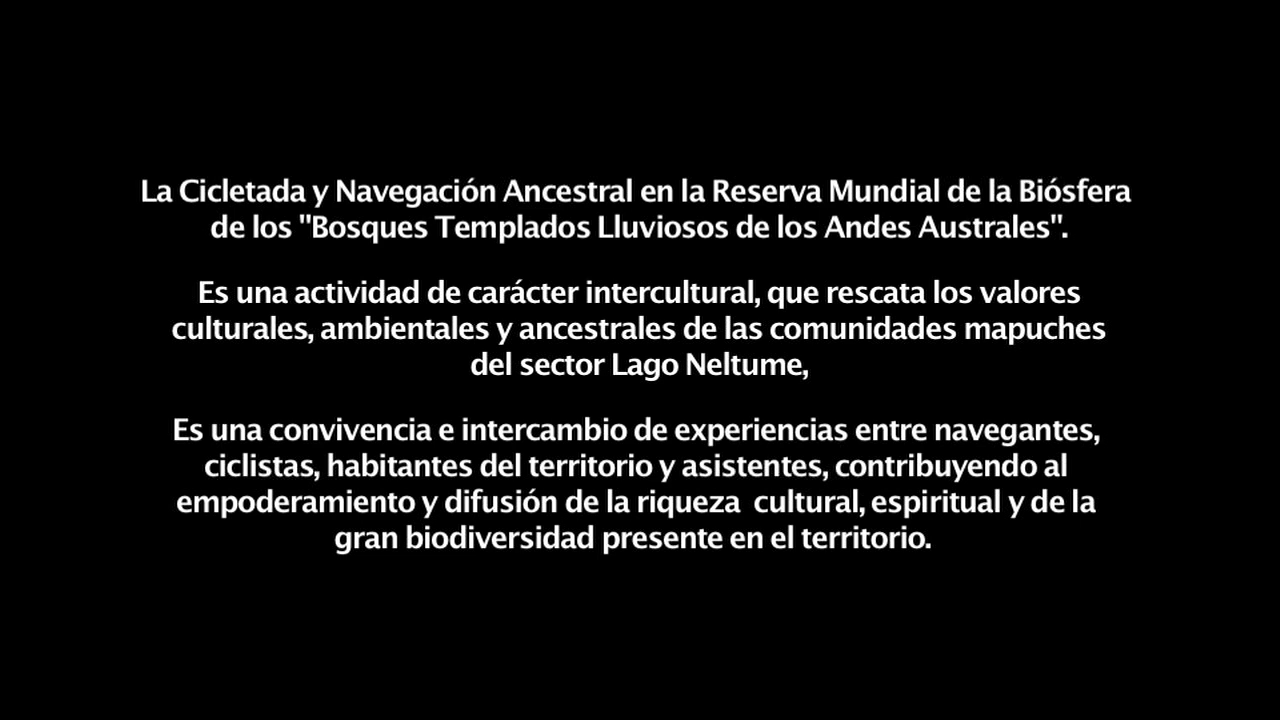 La Cicletada y Navegación Ancestral en la Reserva Mundial de la Biósfera
de los "Bosques Templados Lluviosos de los Andes Australes".
Es una actividad de carácter intercultural, que rescata los valores
culturales, ambientales y ancestrales de las comunidades mapuches
del sector Lago Neltume,
Es una convivencia e intercambio de experiencias entre navegantes,
ciclistas, habitantes del territorio y asistentes, contribuyendo al
empoderamiento y difusión de la riqueza  cultural, espiritual y de la
gran biodiversidad presente en el territorio.